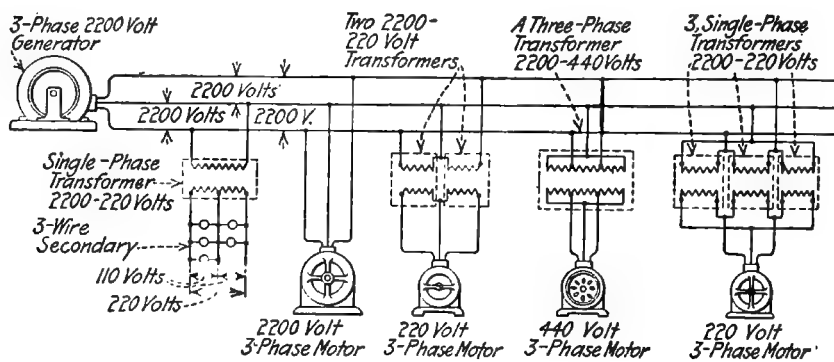 3-Phase 2200 Volt
Generator
Two 2200-
220 Volt
Transformers
A Three-Phase
Transformer
2200-440 Volts
3, Single-Phase
Transformers
2200-220 Volts
2200 Volts
2200 Volts
2200 V.
Single-Phase
Transformer
2200-220 Volts
3-Wire
Secondary
110 Volts
220 Volts
2200 Volt
3-Phase Motor
220 Volt
3-Phase Motor
440 Volt
3-Phase Motor
220 Volt
3-Phase Motor